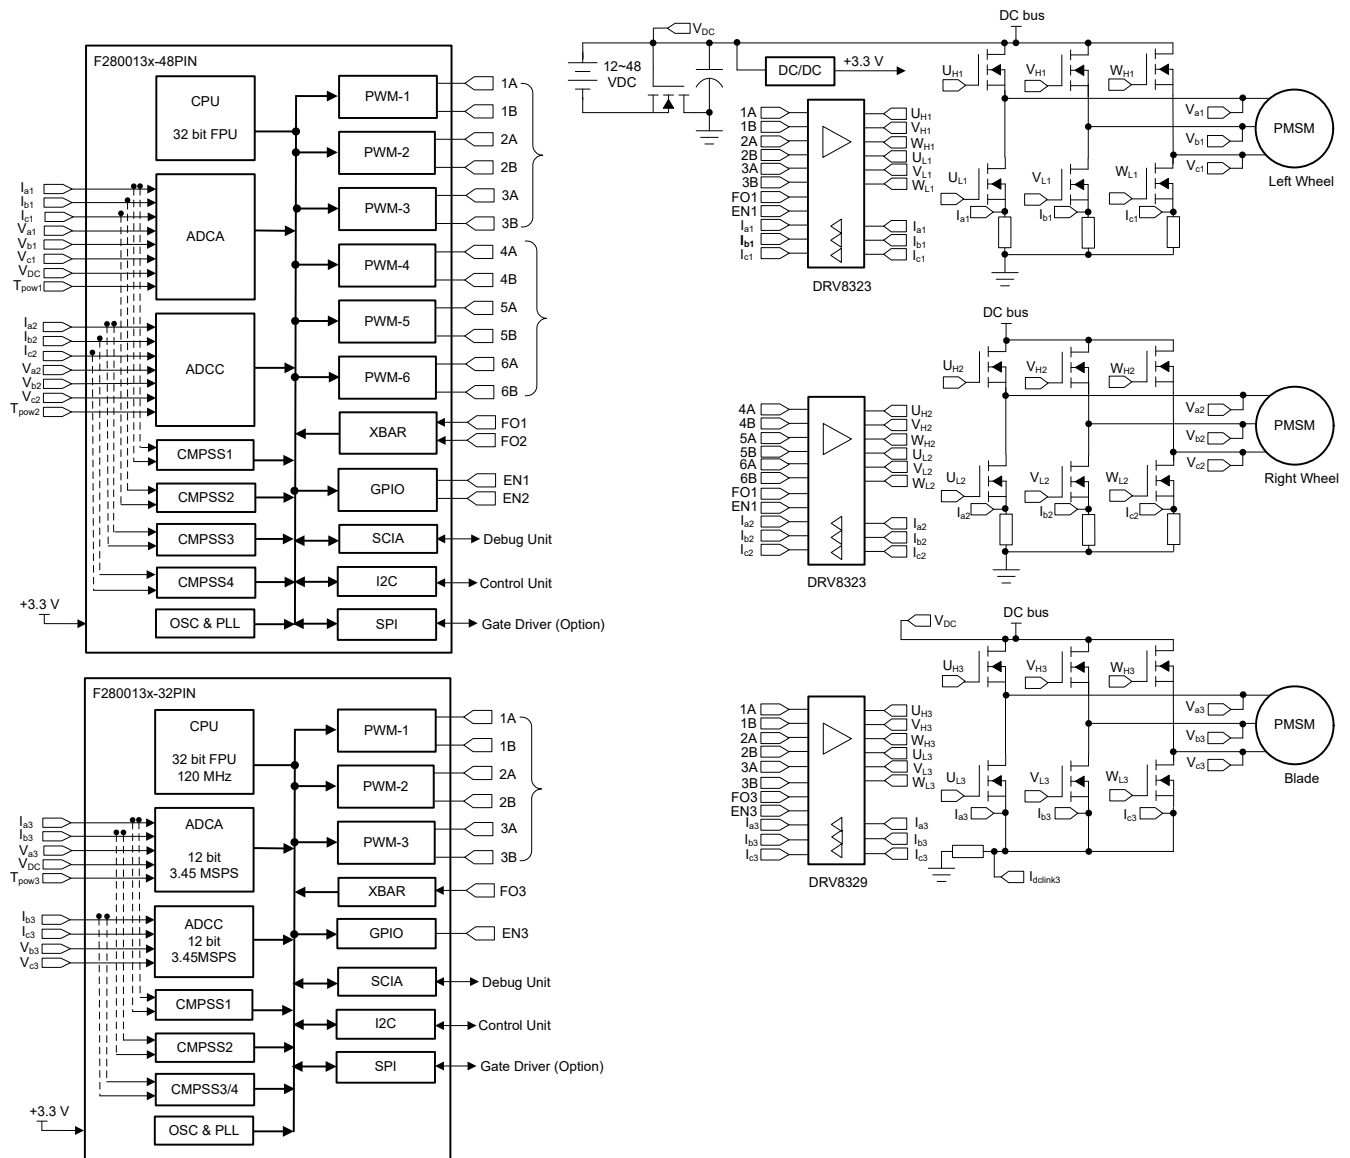 F280013x-48PIN
CPU
32 bit FPU
ADCA
ADCC
CMPSS1
CMPSS2
CMPSS3
CMPSS4
OSC & PLL
PWM-1
PWM-2
PWM-3
PWM-4
PWM-5
PWM-6
XBAR
GPIO
SCIA
I2C
SPI
Ia1
Ib1
Ic1
Va1
Vb1
Vc1
VDC
Tpow1
Ia2
Ib2
Ic2
Va2
Vb2
Vc2
Tpow2
+3.3 V
1A
1B
2A
2B
3A
3B
4A
4B
5A
5B
6A
6B
FO1
FO2
EN1
EN2
Debug Unit
Control Unit
Gate Driver (Option)
F280013x-32PIN
CPU
32 bit FPU
120 MHz
ADCA
12 bit
3.45 MSPS
ADCC
12 bit
3.45MSPS
CMPSS1
CMPSS2
CMPSS3/4
OSC & PLL
PWM-1
PWM-2
PWM-3
XBAR
GPIO
SCIA
I2C
SPI
Ia3
Ib3
Va3
VDC
Tpow3
Ib3
Ic3
Vb3
Vc3
+3.3 V
1A
1B
2A
2B
3A
3B
FO3
EN3
Debug Unit
Control Unit
Gate Driver (Option)
VDC
12~48
VDC
DC/DC
+3.3 V
DC bus
1A
1B
2A
2B
3A
3B
FO1
EN1
Ia1
Ib1
Ic1
UH1
VH1
WH1
UL1
VL1
WL1
Ia1
Ib1
Ic1
DRV8323
UH1
VH1
WH1
UL1
VL1
WL1
Ia1
Ib1
Ic1
Va1
Vb1
Vc1
PMSM
Left Wheel
DC bus
4A
4B
5A
5B
6A
6B
FO1
EN1
Ia2
Ib2
Ic2
UH2
VH2
WH2
UL2
VL2
WL2
Ia2
Ib2
Ic2
DRV8323
UH2
VH2
WH2
UL2
VL2
WL2
Ia2
Ib2
Ic2
Va2
Vb2
Vc2
PMSM
Right Wheel
VDC
DC bus
1A
1B
2A
2B
3A
3B
FO3
EN3
Ia3
Ib3
Ic3
UH3
VH3
WH3
UL3
VL3
WL3
Ia3
Ib3
Ic3
DRV8329
UH3
VH3
WH3
UL3
VL3
WL3
Ia3
Ib3
Ic3
Idclink3
Va3
Vb3
Vc3
PMSM
Blade